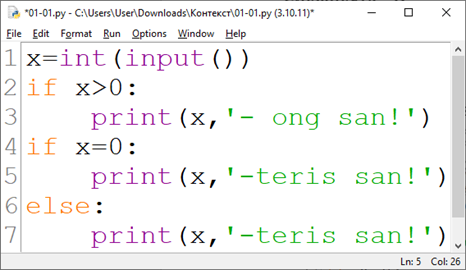 *01-01.py - C:\Users\User\Downloads\Контекст\01-01.py (3.10.11)*
File Edit Format Run Options Window Help
1 x=int(input())
2 if x>0:
3     print(x,'- ong san!')
4 if x=0:
5     print(x,'-teris san!')
6 else:
7     print(x,'-teris san!')
Ln: 5 Col: 26